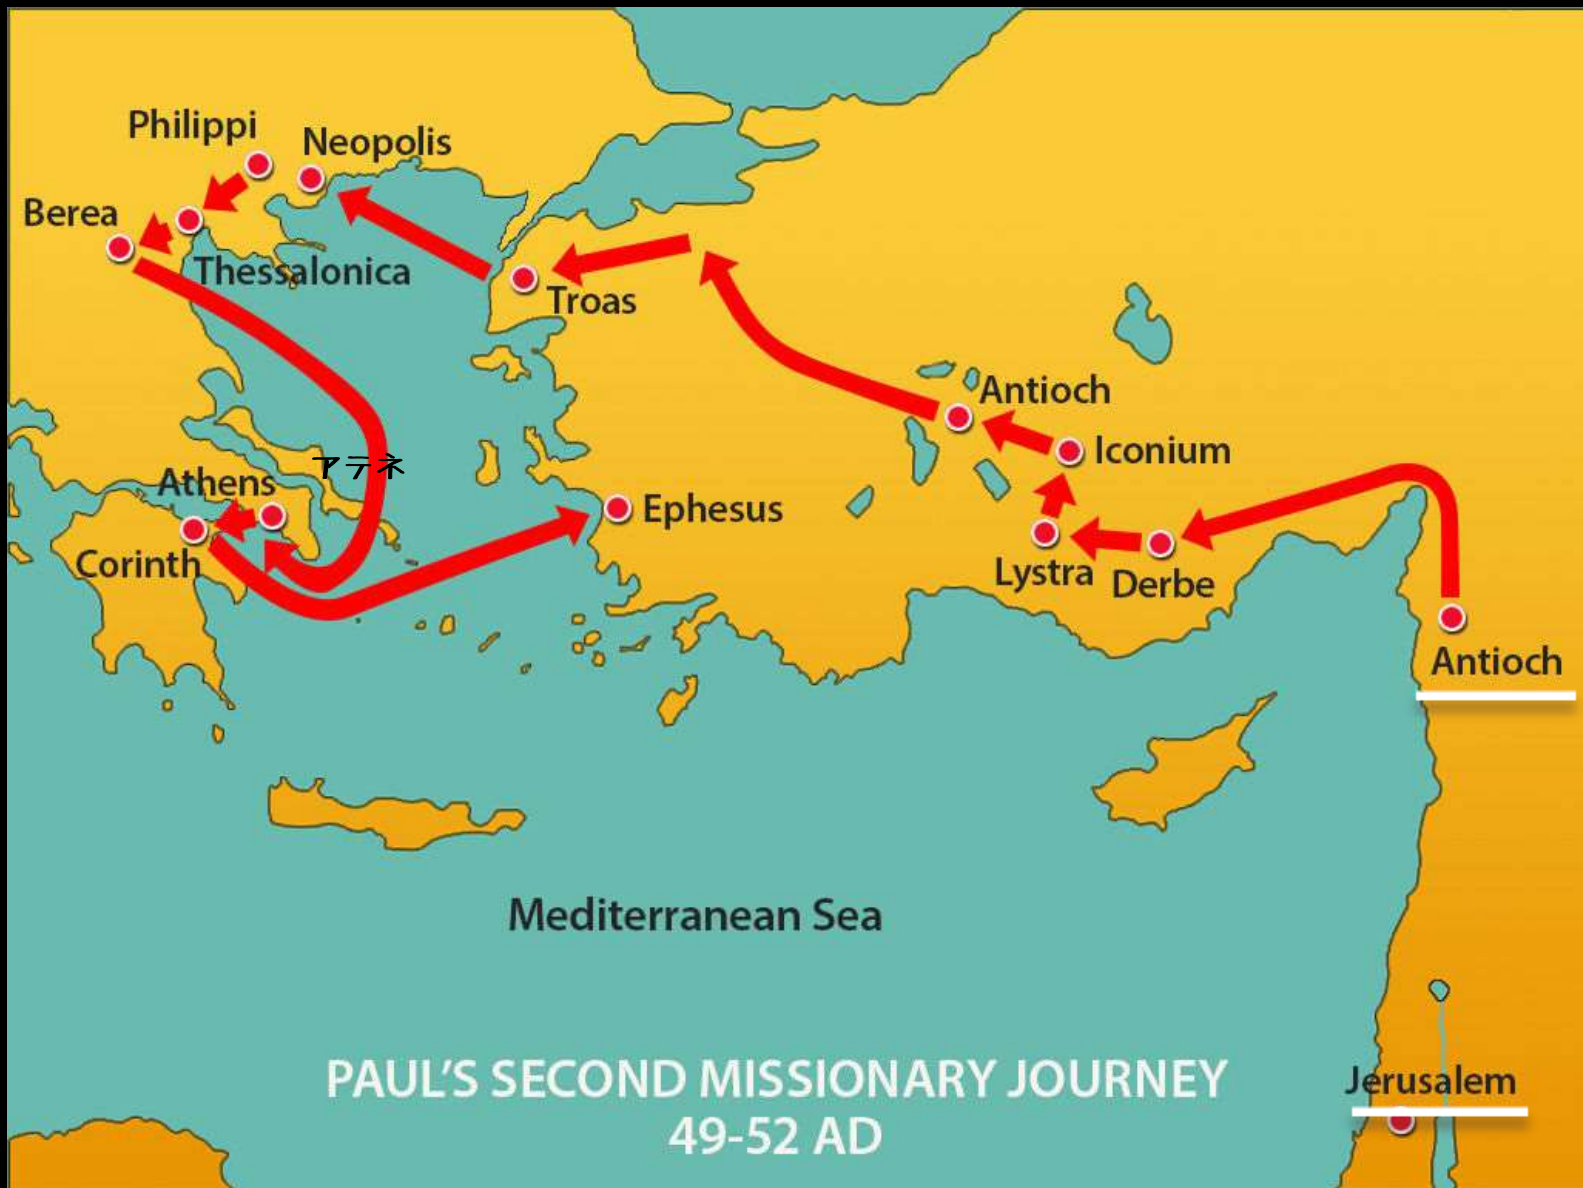 Philippi
Neopolis
Berea
Thessalonica
Troas
Antioch
Iconium
アテネ
Athens
Ephesus
Corinth
Lystra
Derbe
Antioch
Mediterranean Sea
PAUL'S SECOND MISSIONARY JOURNEY
49-52 AD
Jerusalem